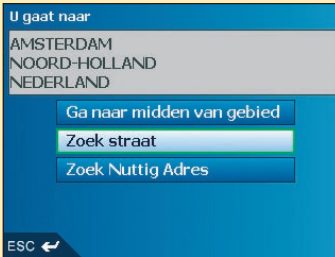 U gaat naar
AMSTERDAM
NOORD-HOLLAND
NEDERLAND
Ga naar midden van gebied
Zoek straat
Zoek Nuttig Adres
ESC